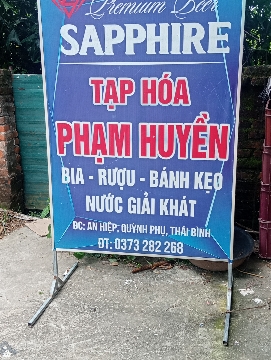 Premium Beer
SAPPHIRE
TẠP HÓA
PHẠM HUYỀN
BIA - RƯỢU - BÁNH KẸO
NƯỚC GIẢI KHÁT
ĐC: AN HIỆP, QUỲNH PHỤ, THÁI BÌNH
ĐT: 0373 282 268